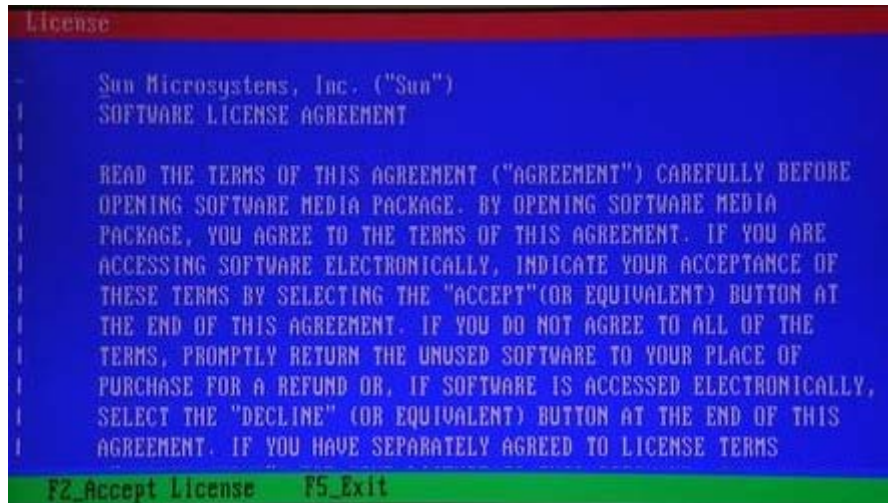 License
Sun Microsystems, Inc. ("Sun")
SOFTWARE LICENSE AGREEMENT
READ THE TERMS OF THIS AGREEMENT ("AGREEMENT") CAREFULLY BEFORE
OPENING SOFTWARE MEDIA PACKAGE. BY OPENING SOFTWARE MEDIA
PACKAGE, YOU AGREE TO THE TERMS OF THIS AGREEMENT. IF YOU ARE
ACCESSING SOFTWARE ELECTRONICALLY, INDICATE YOUR ACCEPTANCE OF
THESE TERMS BY SELECTING THE "ACCEPT"(OR EQUIVALENT) BUTTON AT
THE END OF THIS AGREEMENT. IF YOU DO NOT AGREE TO ALL OF THE
TERMS, PROMPTLY RETURN THE UNUSED SOFTWARE TO YOUR PLACE OF
PURCHASE FOR A REFUND OR, IF SOFTWARE IS ACCESSED ELECTRONICALLY,
SELECT THE "DECLINE" (OR EQUIVALENT) BUTTON AT THE END OF THIS
AGREEMENT. IF YOU HAVE SEPARATELY AGREED TO LICENSE TERMS
F2_Accept License F5_Exit